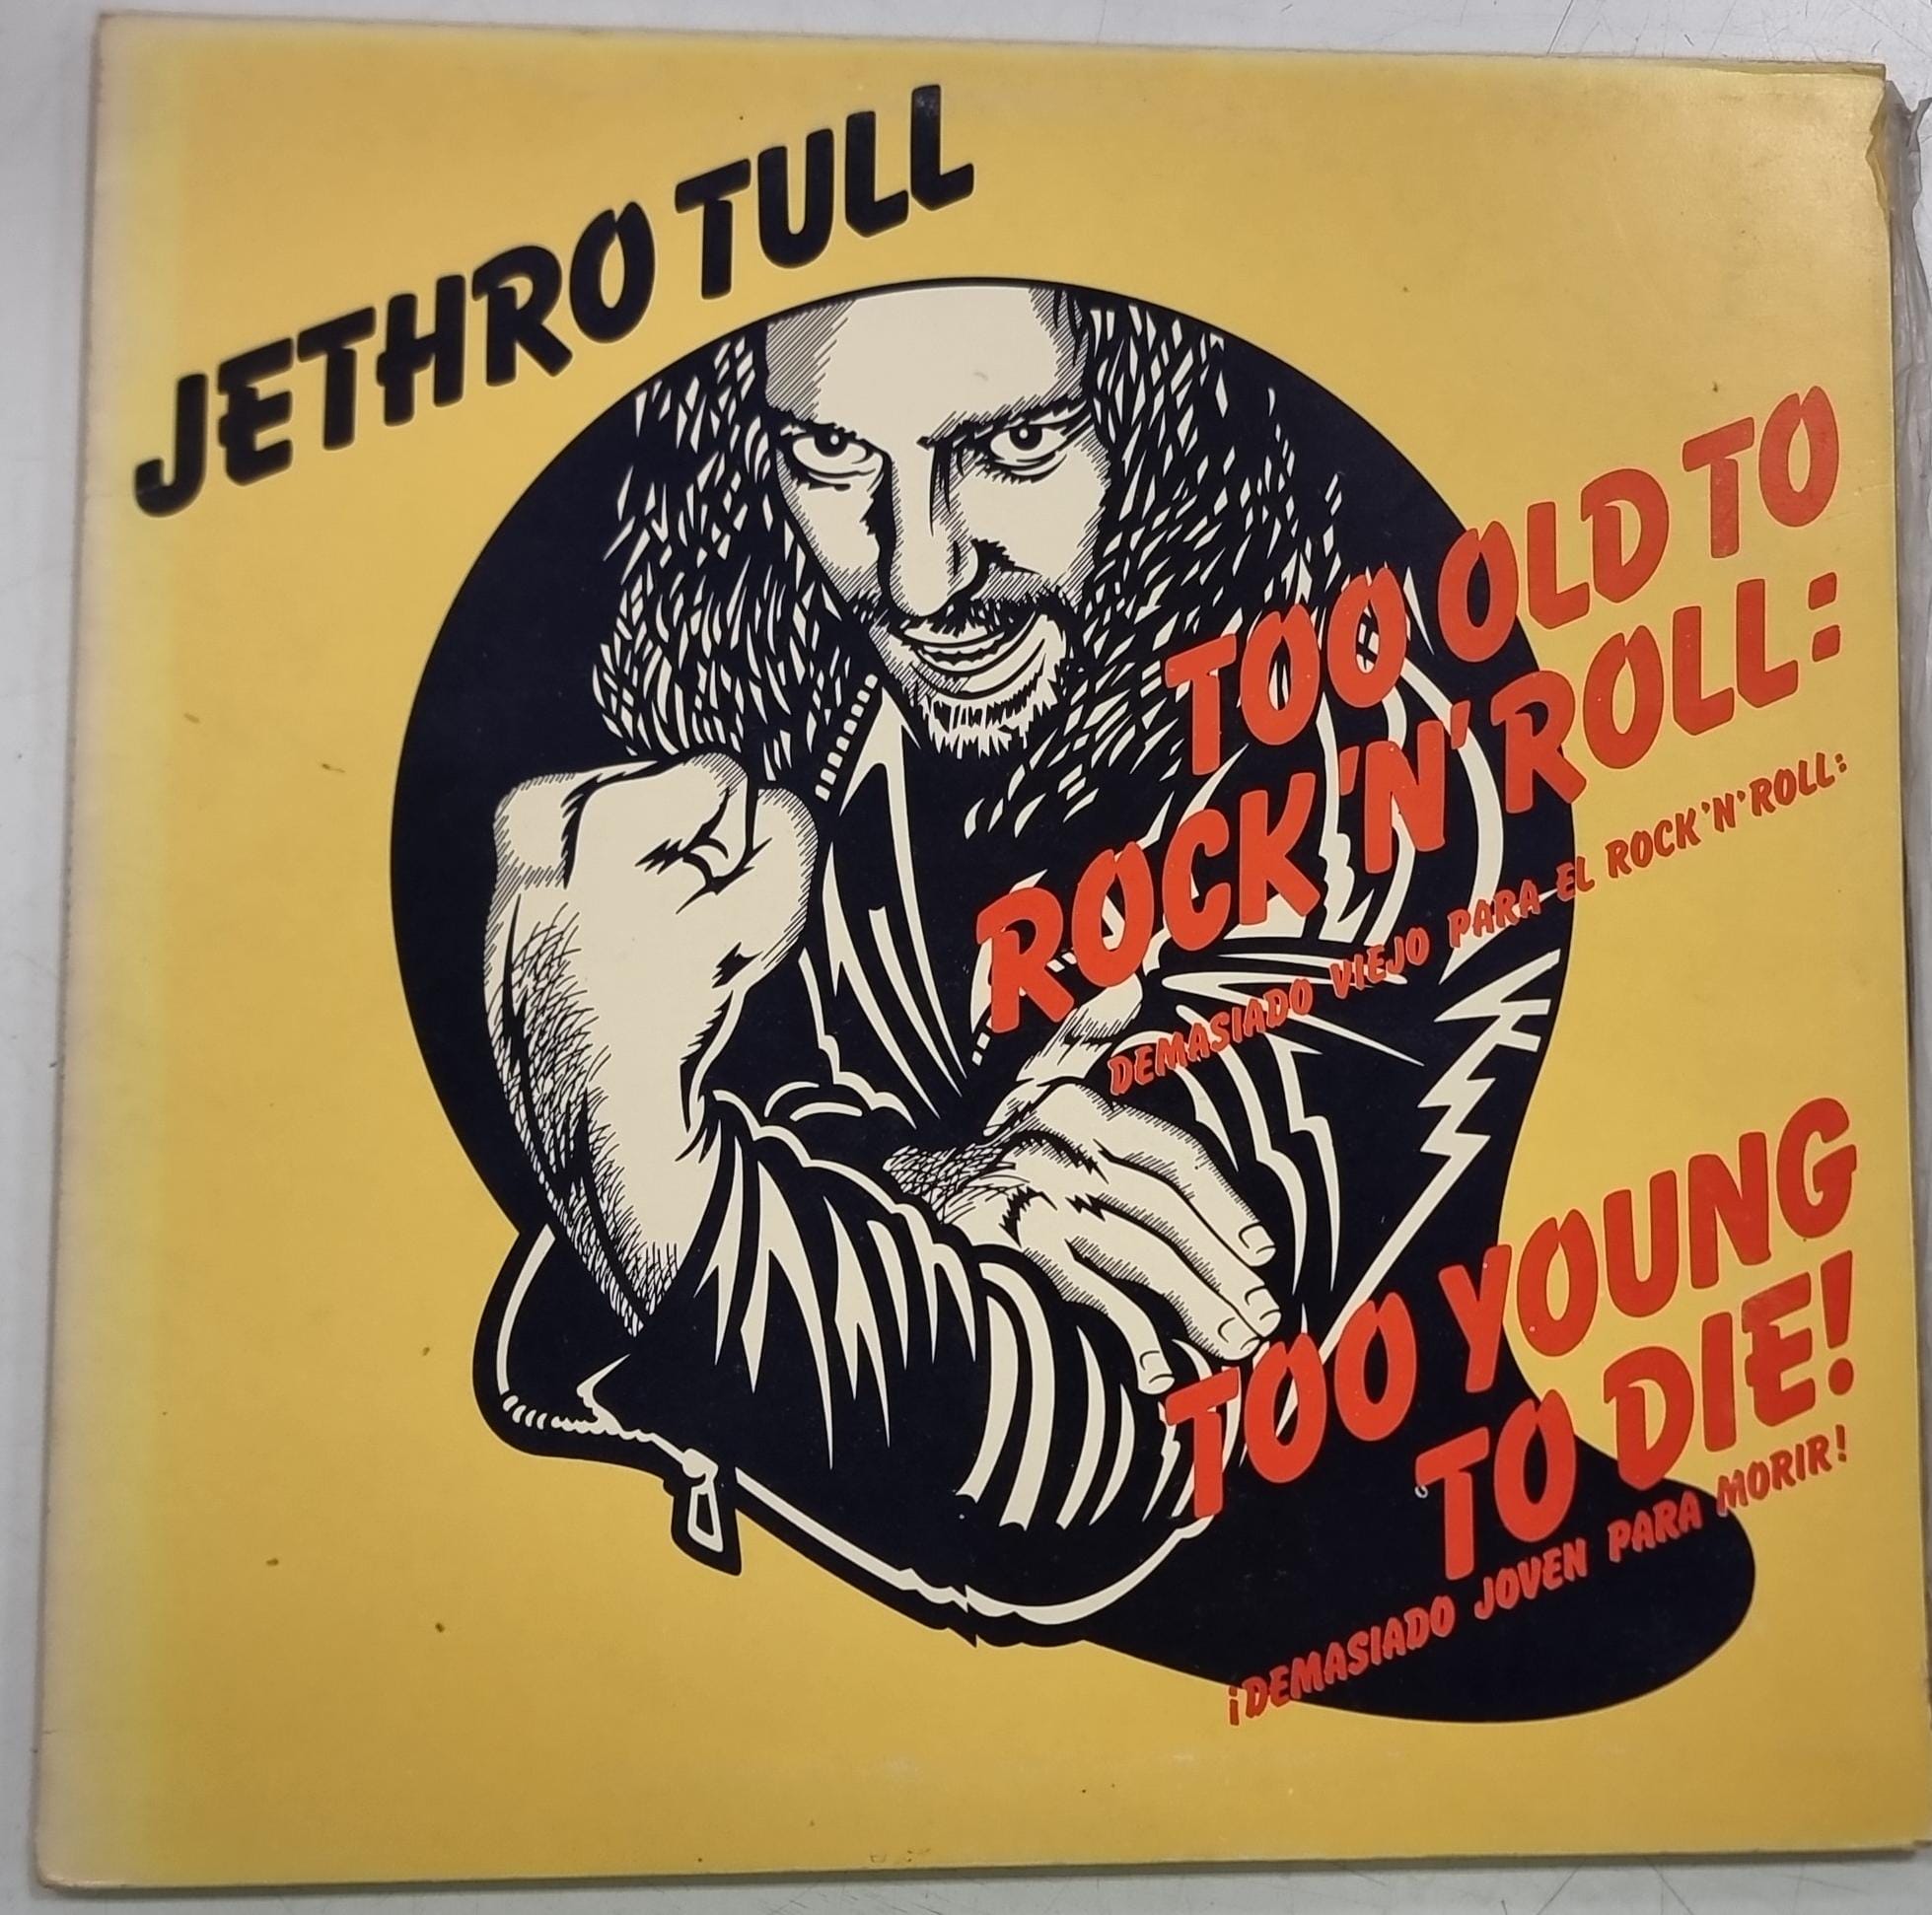 JETHRO TULL
TOO OLD TO
ROCK 'N' ROLL:
DEMASIADO VIEJO PARA EL ROCK'N'ROLL:
TOO YOUNG
TO DIE!
¡DEMASIADO JOVEN PARA MORIR!